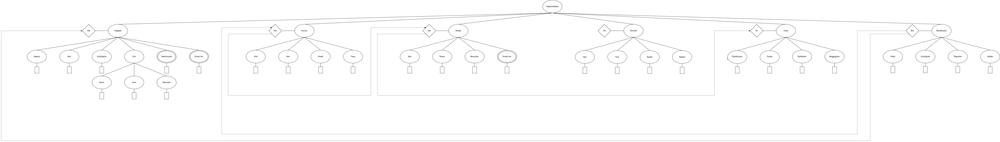 NeptunAdatok
Hid
Hallgató
Kid
Kurzus
Oid
Oktató
Tid
Tanszék
Iid
Iroda
Bid
Beiratkozás
Neptun
Név
SzülDátum
Cím
Telefonszám
Email cím
Kód
Név
Kredit
Típus
Név
Titulus
Beosztás
Email cím
Név
Kód
Épület
Telefon
Épületszám
Szoba
Épületnév
Megjegyzés
Félév
Osztályzat
Teljesítve
Jelölés
Város
Utca
Házszám